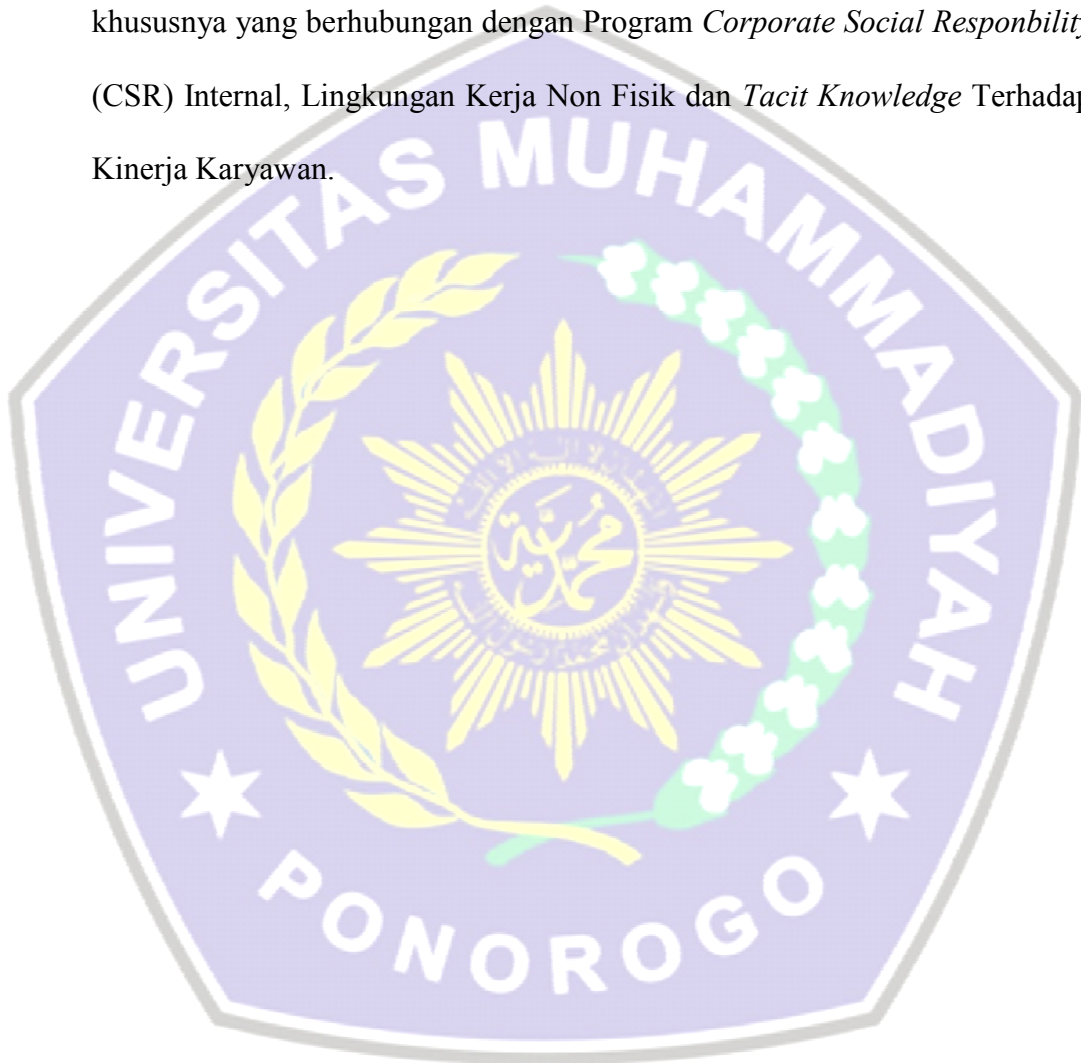 khususnya yang berhubungan dengan Program Corporate Social Responbility
(CSR) Internal, Lingkungan Kerja Non Fisik dan Tacit Knowledge Terhadap
Kinerja Karyawan.
UNIVERSITAS MUHAMMADIYAH
محمدية
PONOROGO